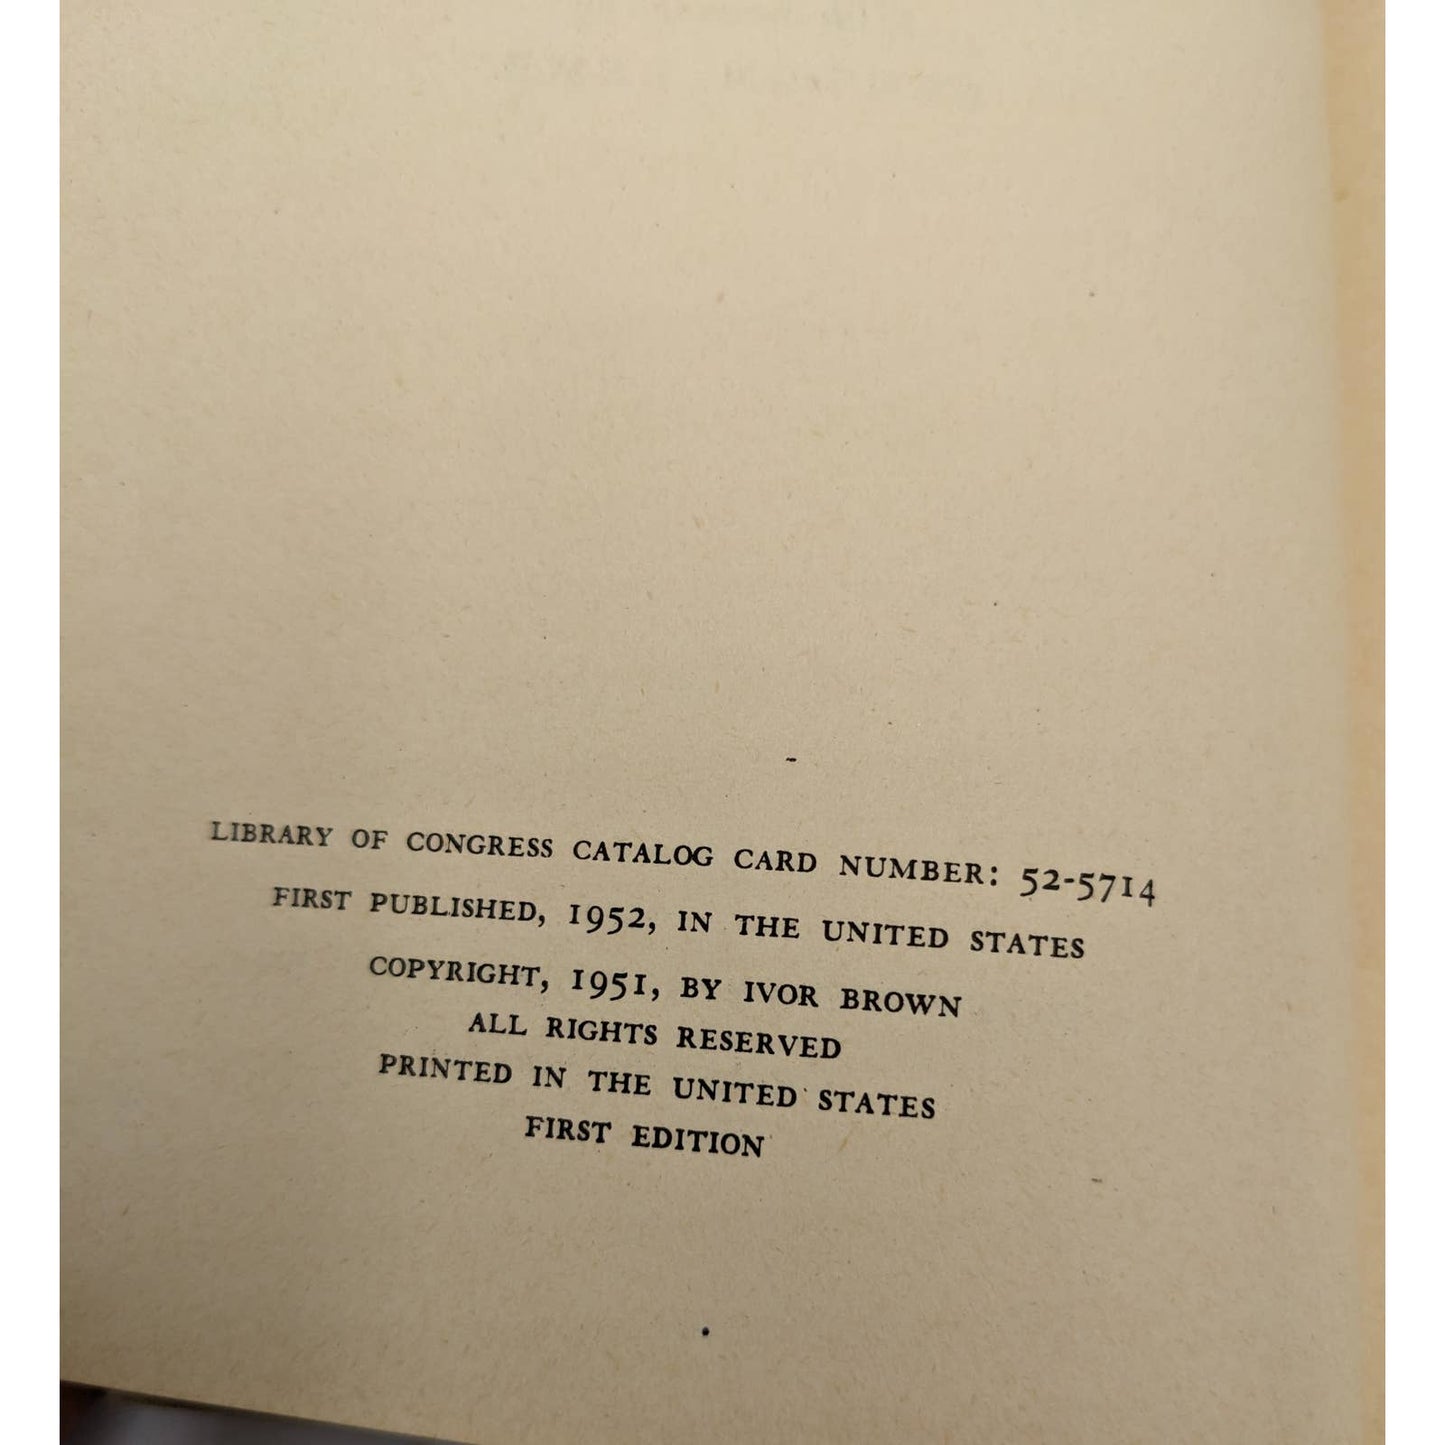 LIBRARY OF CONGRESS CATALOG CARD NUMBER: 52-5714
FIRST PUBLISHED, 1952, IN THE UNITED STATES
COPYRIGHT, 1951, BY IVOR BROWN
ALL RIGHTS RESERVED
PRINTED IN THE UNITED STATES
FIRST EDITION